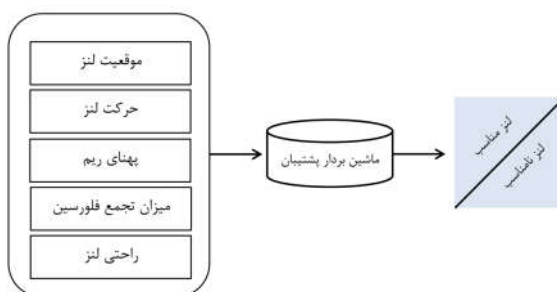 موقعیت لنز
حرکت لنز
پهنای ریم
میزان تجمع فلورسین
راحتی لنز
ماشین بردار پشتیبان
لنز مناسب
لنز نامناسب